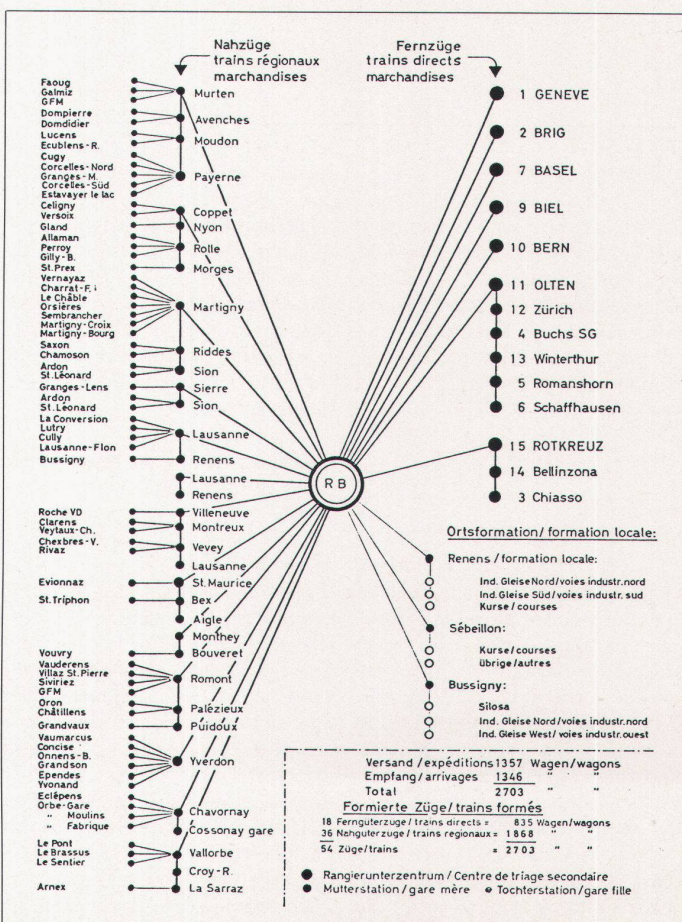 Nahzüge
trains régionaux
marchandises
Fernzüge
trains directs
marchandises
Faoug
Galmiz
GFM
Murten
Dompierre
Domdidier
Avenches
Lucens
Ecublens-R.
Moudon
Cugy
Corcelles-Nord
Granges-M.
Corcelles-Süd
Estavayer le lac
Payerne
Celigny
Versoix
Coppet
Gland
Nyon
Allaman
Perroy
Gilly-B.
Rolle
St.Prex
Morges
Vernayaz
Charrat-F.
Le Châble
Orsières
Sembrancher
Martigny-Croix
Martigny-Bourg
Martigny
Saxon
Chamoson
Riddes
Ardon
St.Léonard
Sion
Granges-Lens
Sierre
Ardon
St.Léonard
Sion
La Conversion
Lutry
Cully
Lausanne-Flon
Lausanne
Bussigny
Renens
Lausanne
Renens
Roche VD
Villeneuve
Clarens
Veytaux-Ch.
Montreux
Chexbres-V.
Rivaz
Vevey
Lausanne
Evionnaz
St.Maurice
St.Triphon
Bex
Aigle
Monthey
Vouvry
Bouveret
Vauderens
Villaz St.Pierre
Siviriez
GFM
Romont
Oron
Châtillens
Palézieux
Grandvaux
Puidoux
Vaumarcus
Concise
Onnens-B.
Grandson
Ependes
Yvonand
Yverdon
Eclépens
Orbe-Gare
" Moulins
" Fabrique
Chavornay
Cossonay gare
Le Pont
Le Brassus
Le Sentier
Vallorbe
Croy-R.
Arnex
La Sarraz
RB
1 GENEVE
2 BRIG
7 BASEL
9 BIEL
10 BERN
11 OLTEN
12 Zürich
4 Buchs SG
13 Winterthur
5 Romanshorn
6 Schaffhausen
15 ROTKREUZ
14 Bellinzona
3 Chiasso
Ortsformation/formation locale:
Renens/formation locale:
Ind. Gleise Nord/voies industr.nord
Ind. Gleise Süd/voies industr. sud
Kurse/courses
Sébeillon:
Kurse/courses
übrige/autres
Bussigny:
Silosa
Ind. Gleise Nord/voies industr.nord
Ind. Gleise West/voies industr.ouest
Versand/expéditions 1357 Wagen/wagons
Empfang/arrivages 1346 " "
Total 2703 " "
Formierte Züge/trains formés
18 Ferngüterzuge/trains directs = 835 Wagen/wagons
36 Nahguterzuge/trains regionaux = 1868 " "
54 Züge/trains = 2703 " "
Rangierunterzentrum/Centre de triage secondaire
Mutterstation/gare mère Tochterstation/gare fille